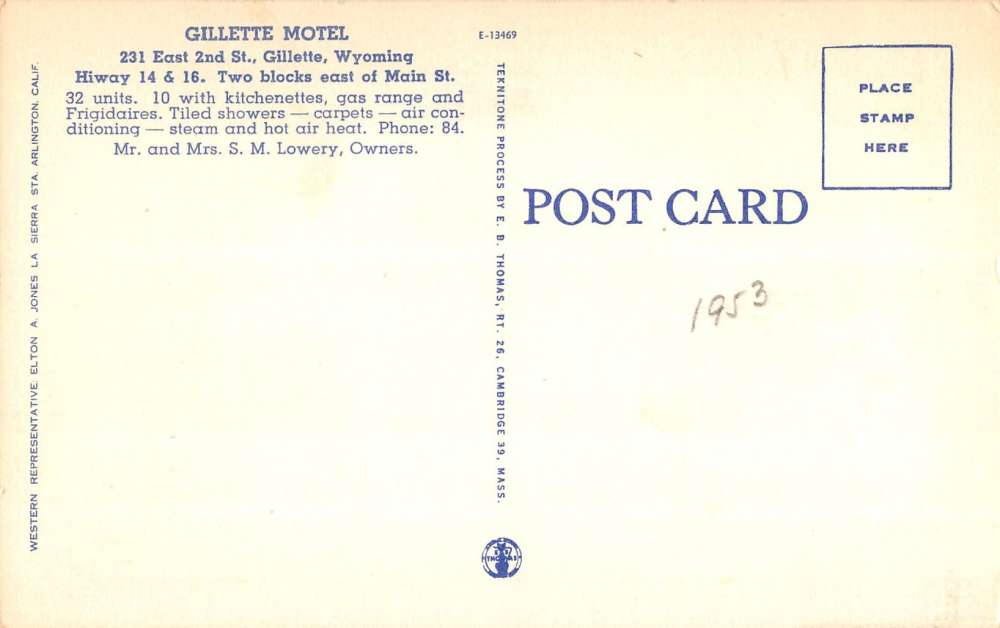 GILLETTE MOTEL
231 East 2nd St., Gillette, Wyoming
Hiway 14 & 16. Two blocks east of Main St.
32 units. 10 with kitchenettes, gas range and
Frigidaires. Tiled showers — carpets — air con-
ditioning — steam and hot air heat. Phone: 84.
Mr. and Mrs. S. M. Lowery, Owners.
WESTERN REPRESENTATIVE. ELTON A. JONES LA SIERRA STA. ARLINGTON. CALIF.
E-13469
TEKNITONE PROCESS BY E. B. THOMAS, RT. 26, CAMBRIDGE 39, MASS.
THOMAS
PLACE
STAMP
HERE
POST CARD
1953